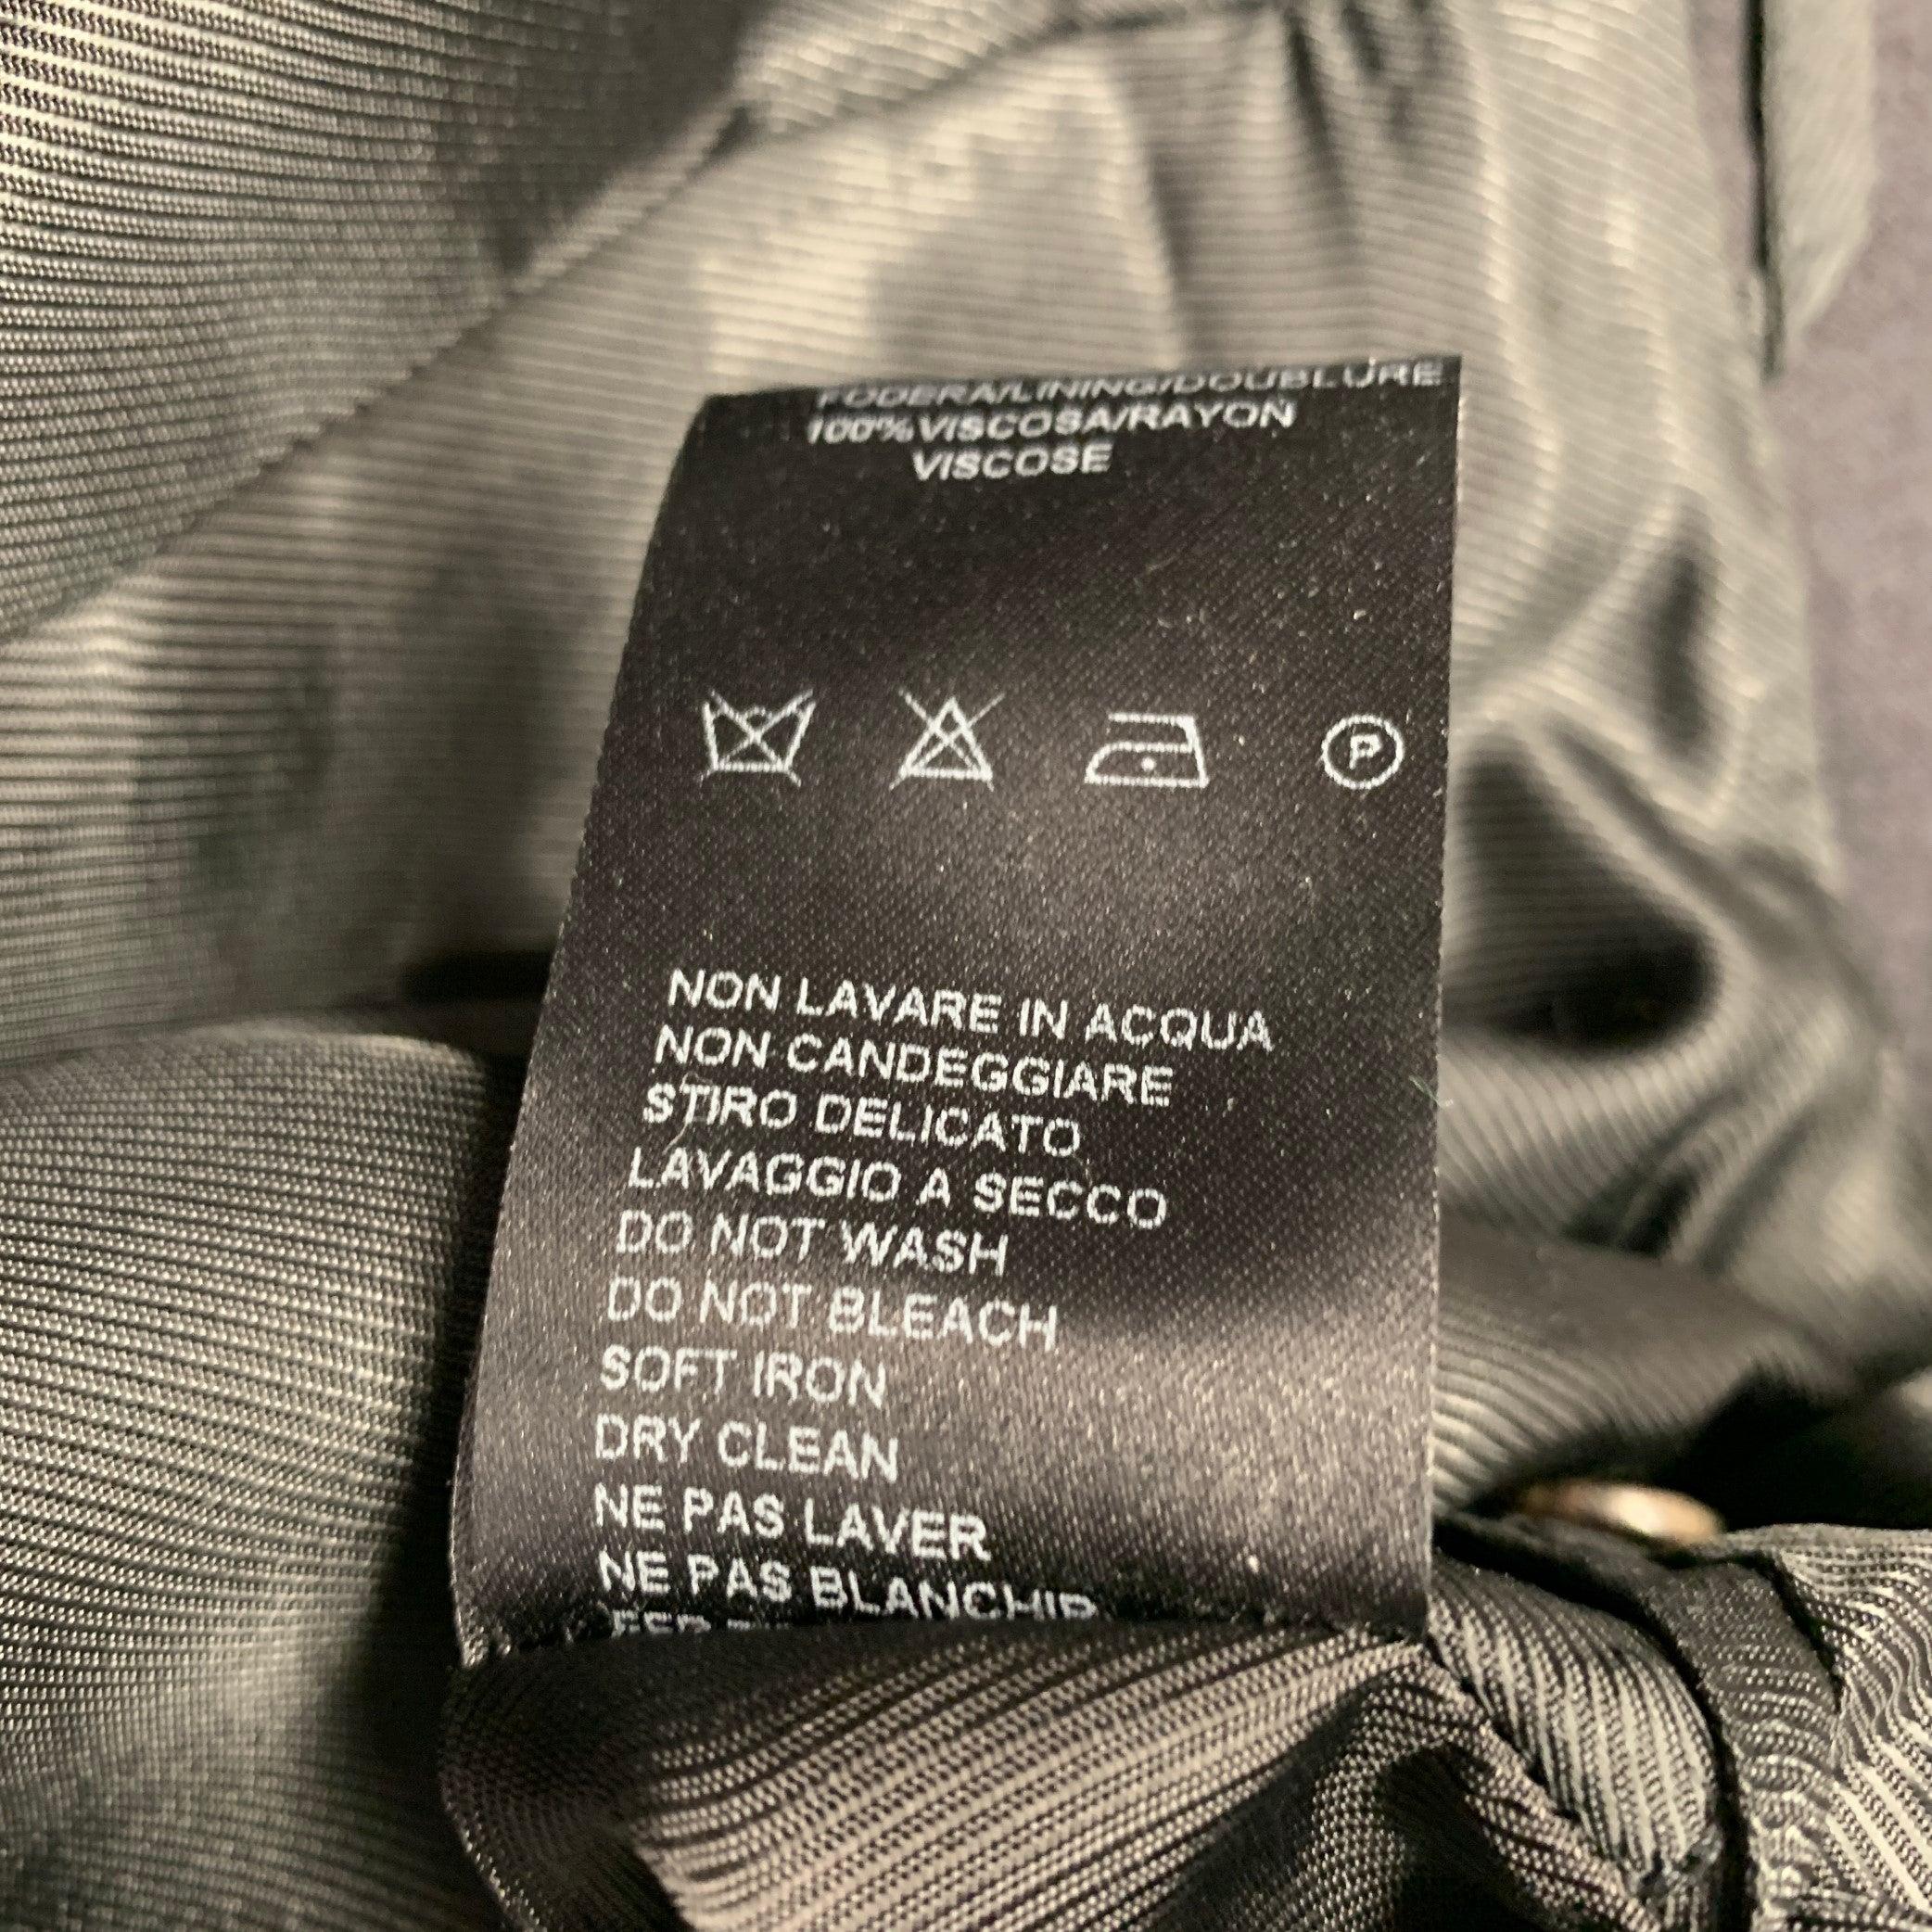 FODERA/LINING/DOUBLURE
100%VISCOSA/RAYON
VISCOSE
P
NON LAVARE IN ACQUA
NON CANDEGGIARE
STIRO DELICATO
LAVAGGIO A SECCO
DO NOT WASH
DO NOT BLEACH
SOFT IRON
DRY CLEAN
NE PAS LAVER
NE PAS BLANCHIR